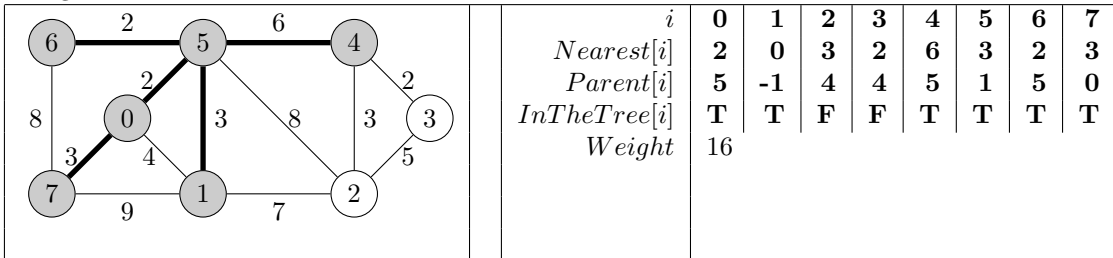 2 6 i 0 1 2 3 4 5 6 7
6 5 4 Nearest[i] 2 0 3 2 6 3 2 3
2 2 Parent[i] 5 -1 4 4 5 1 5 0
8 0 3 8 3 3 InTheTree[i] T T F F T T T T
3 4 5 Weight 16
7 1 2
9 7